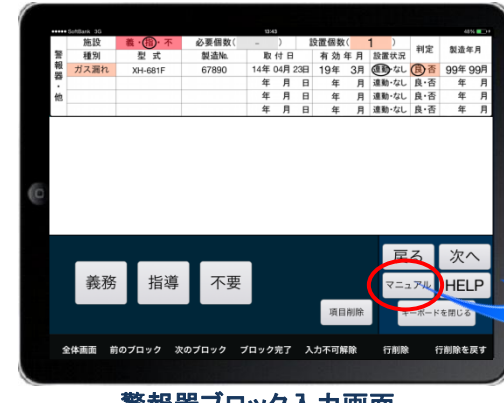 ●●●●● SoftBank 3G 13:43 49%
施設 義・指・不 必要個数( - ) 設置個数( 1 ) 判定 製造年月
警報器・他 種別 型式 製造№ 取付日 有効年月 設置状況
ガス漏れ XH-681F 67890 14年 04月 23日 19年 3月 連動・なし 良・否 99年 99月
年 月 日 年 月 連動・なし 良・否 年 月
年 月 日 年 月 連動・なし 良・否 年 月
年 月 日 年 月 連動・なし 良・否 年 月
戻る 次へ
義務 指導 不要 マニュアル HELP
項目削除 キーボードを閉じる
全体画面 前のブロック 次のブロック ブロック完了 入力不可解除 行削除 行削除を戻す
警報器ブロック入力画面